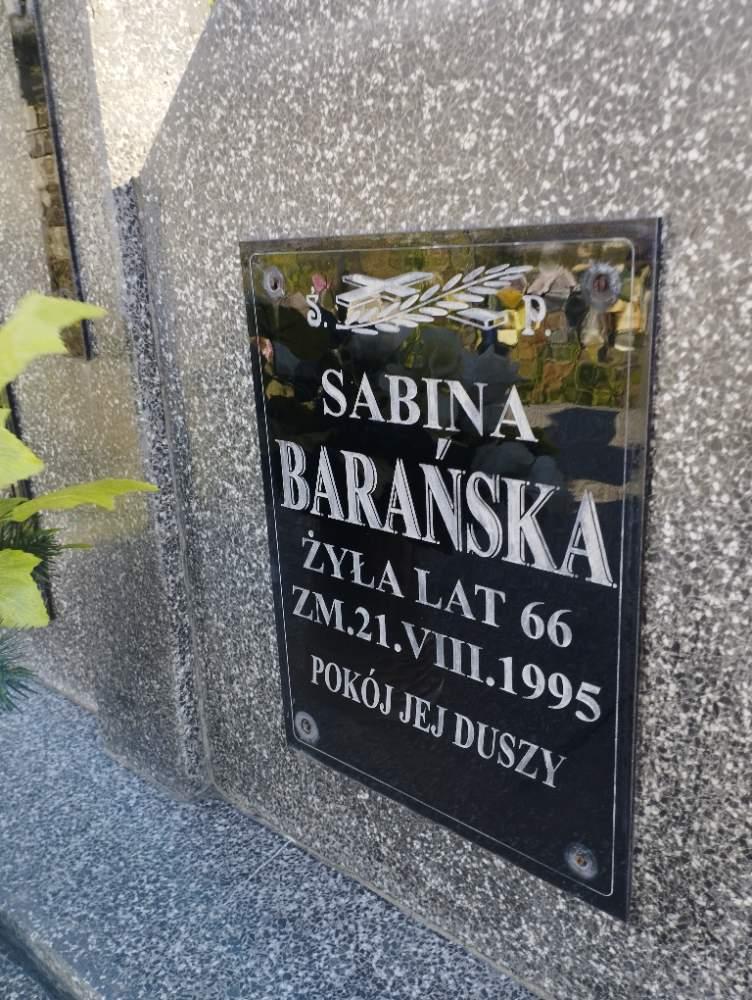 Ś. P.
SABINA
BARAŃSKA
ŻYŁA LAT 66
ZM.21.VIII.1995
POKÓJ JEJ DUSZY